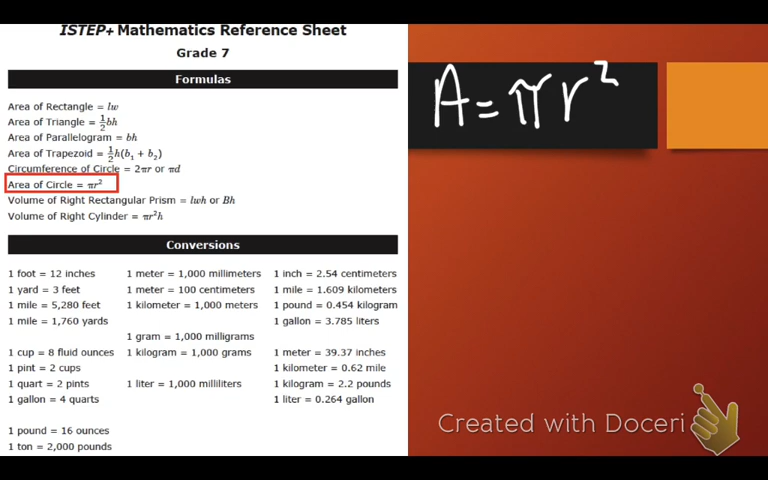 ISTEP+ Mathematics Reference Sheet
Grade 7
Formulas
Area of Rectangle = lw
Area of Triangle = 1/2bh
Area of Parallelogram = bh
Area of Trapezoid = 1/2h(b₁ + b₂)
Circumference of Circle = 2πr or πd
Area of Circle = πr²
Volume of Right Rectangular Prism = lwh or Bh
Volume of Right Cylinder = πr²h
Conversions
1 foot = 12 inches
1 yard = 3 feet
1 mile = 5,280 feet
1 mile = 1,760 yards
1 cup = 8 fluid ounces
1 pint = 2 cups
1 quart = 2 pints
1 gallon = 4 quarts
1 pound = 16 ounces
1 ton = 2,000 pounds
1 meter = 1,000 millimeters
1 meter = 100 centimeters
1 kilometer = 1,000 meters
1 gram = 1,000 milligrams
1 kilogram = 1,000 grams
1 liter = 1,000 milliliters
1 inch = 2.54 centimeters
1 mile = 1.609 kilometers
1 pound = 0.454 kilogram
1 gallon = 3.785 liters
1 meter = 39.37 inches
1 kilometer = 0.62 mile
1 kilogram = 2.2 pounds
1 liter = 0.264 gallon
A = πr²
Created with Doceri